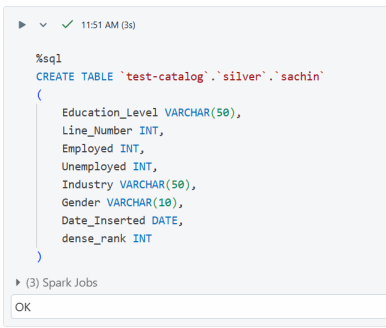 11:51 AM (3s)
%sql
CREATE TABLE `test-catalog`.`silver`.`sachin`
(
Education_Level VARCHAR(50),
Line_Number INT,
Employed INT,
Unemployed INT,
Industry VARCHAR(50),
Gender VARCHAR(10),
Date_Inserted DATE,
dense_rank INT
)
(3) Spark Jobs
OK